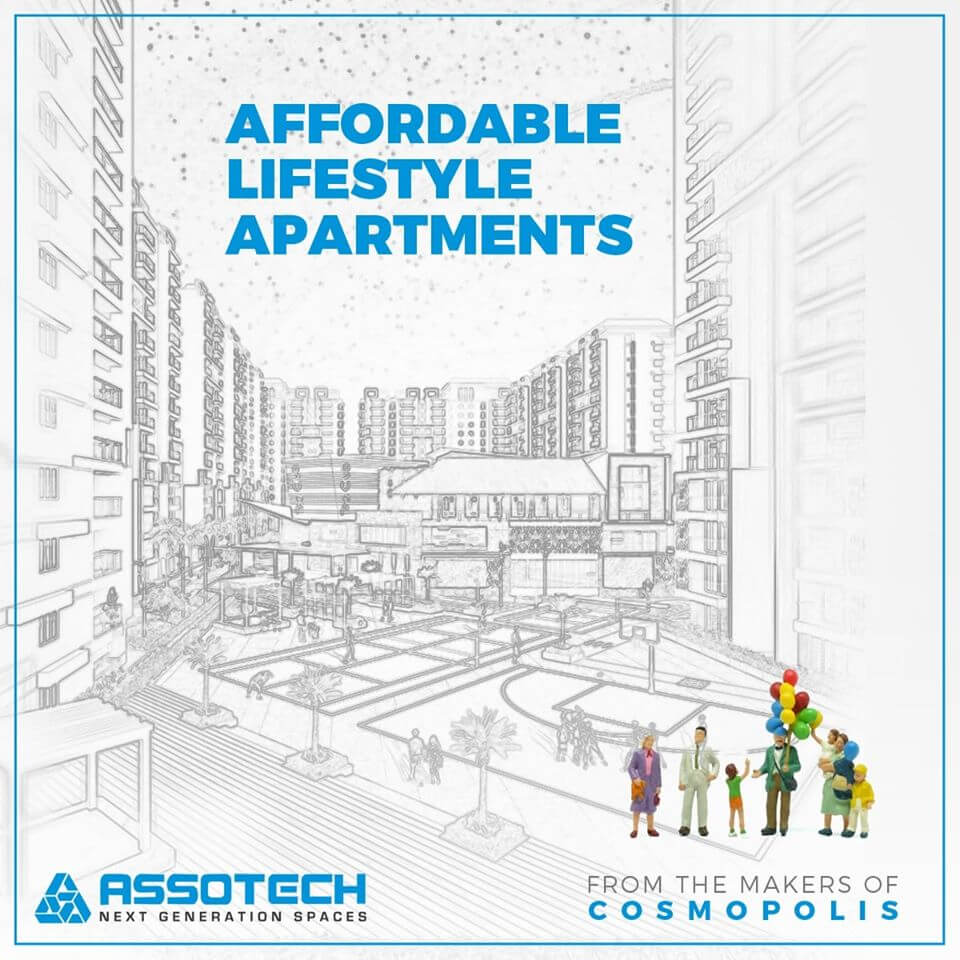 AFFORDABLE
LIFESTYLE
APARTMENTS
ASSOTECH
NEXT GENERATION SPACES
FROM THE MAKERS OF
COSMOPOLIS